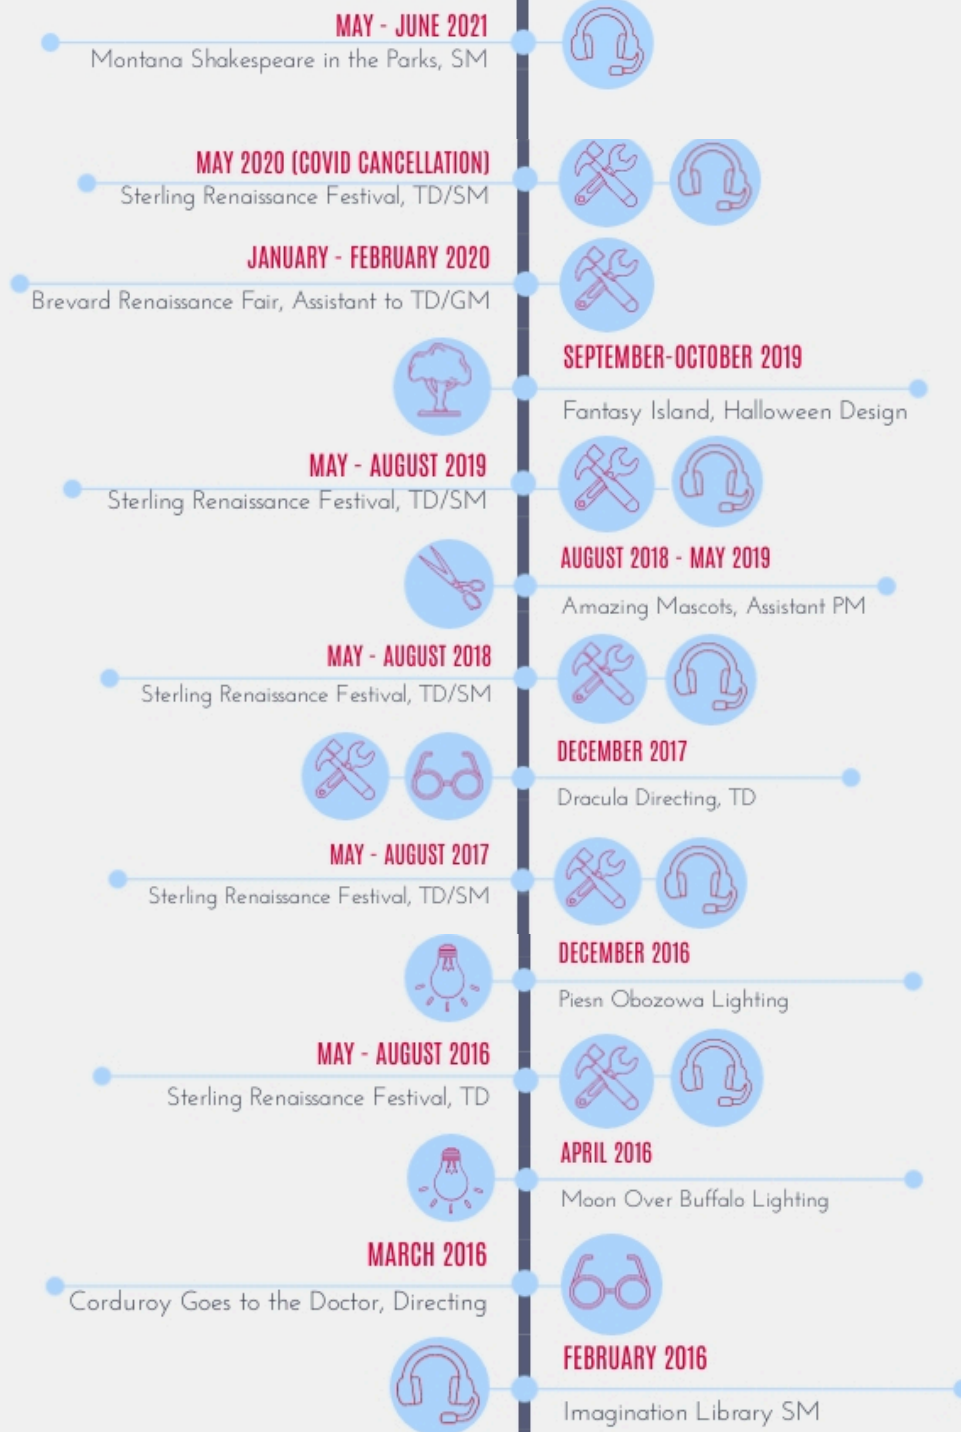 MAY - JUNE 2021
Montana Shakespeare in the Parks, SM
MAY 2020 (COVID CANCELLATION)
Sterling Renaissance Festival, TD/SM
JANUARY - FEBRUARY 2020
Brevard Renaissance Fair, Assistant to TD/GM
SEPTEMBER-OCTOBER 2019
Fantasy Island, Halloween Design
MAY - AUGUST 2019
Sterling Renaissance Festival, TD/SM
AUGUST 2018 - MAY 2019
Amazing Mascots, Assistant PM
MAY - AUGUST 2018
Sterling Renaissance Festival, TD/SM
DECEMBER 2017
Dracula Directing, TD
MAY - AUGUST 2017
Sterling Renaissance Festival, TD/SM
DECEMBER 2016
Piesn Obozowa Lighting
MAY - AUGUST 2016
Sterling Renaissance Festival, TD
APRIL 2016
Moon Over Buffalo Lighting
MARCH 2016
Corduroy Goes to the Doctor, Directing
FEBRUARY 2016
Imagination Library SM